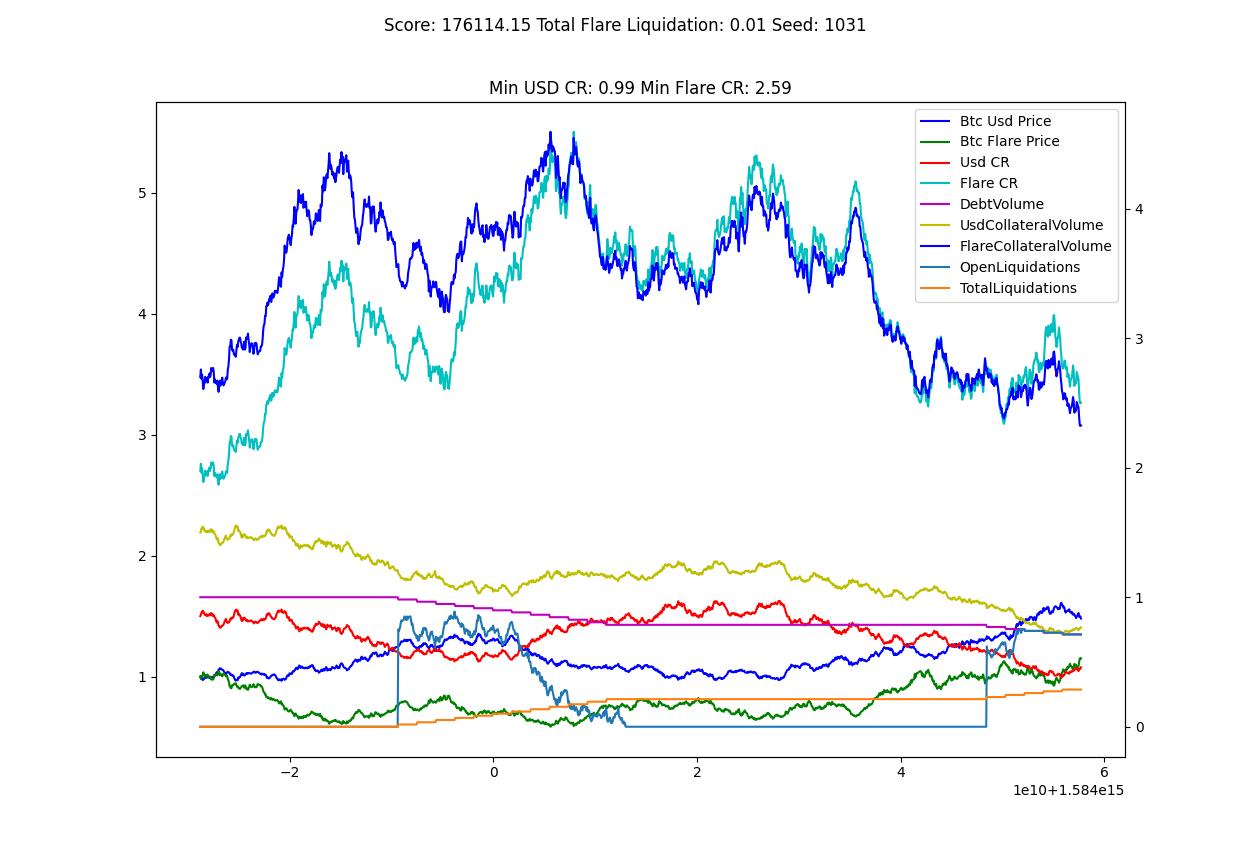 Score: 176114.15 Total Flare Liquidation: 0.01 Seed: 1031
Min USD CR: 0.99 Min Flare CR: 2.59
Btc Usd Price
Btc Flare Price
Usd CR
Flare CR
DebtVolume
UsdCollateralVolume
FlareCollateralVolume
OpenLiquidations
TotalLiquidations
5
4
3
2
1
4
3
2
1
0
−2
0
2
4
6
1e10+1.584e15